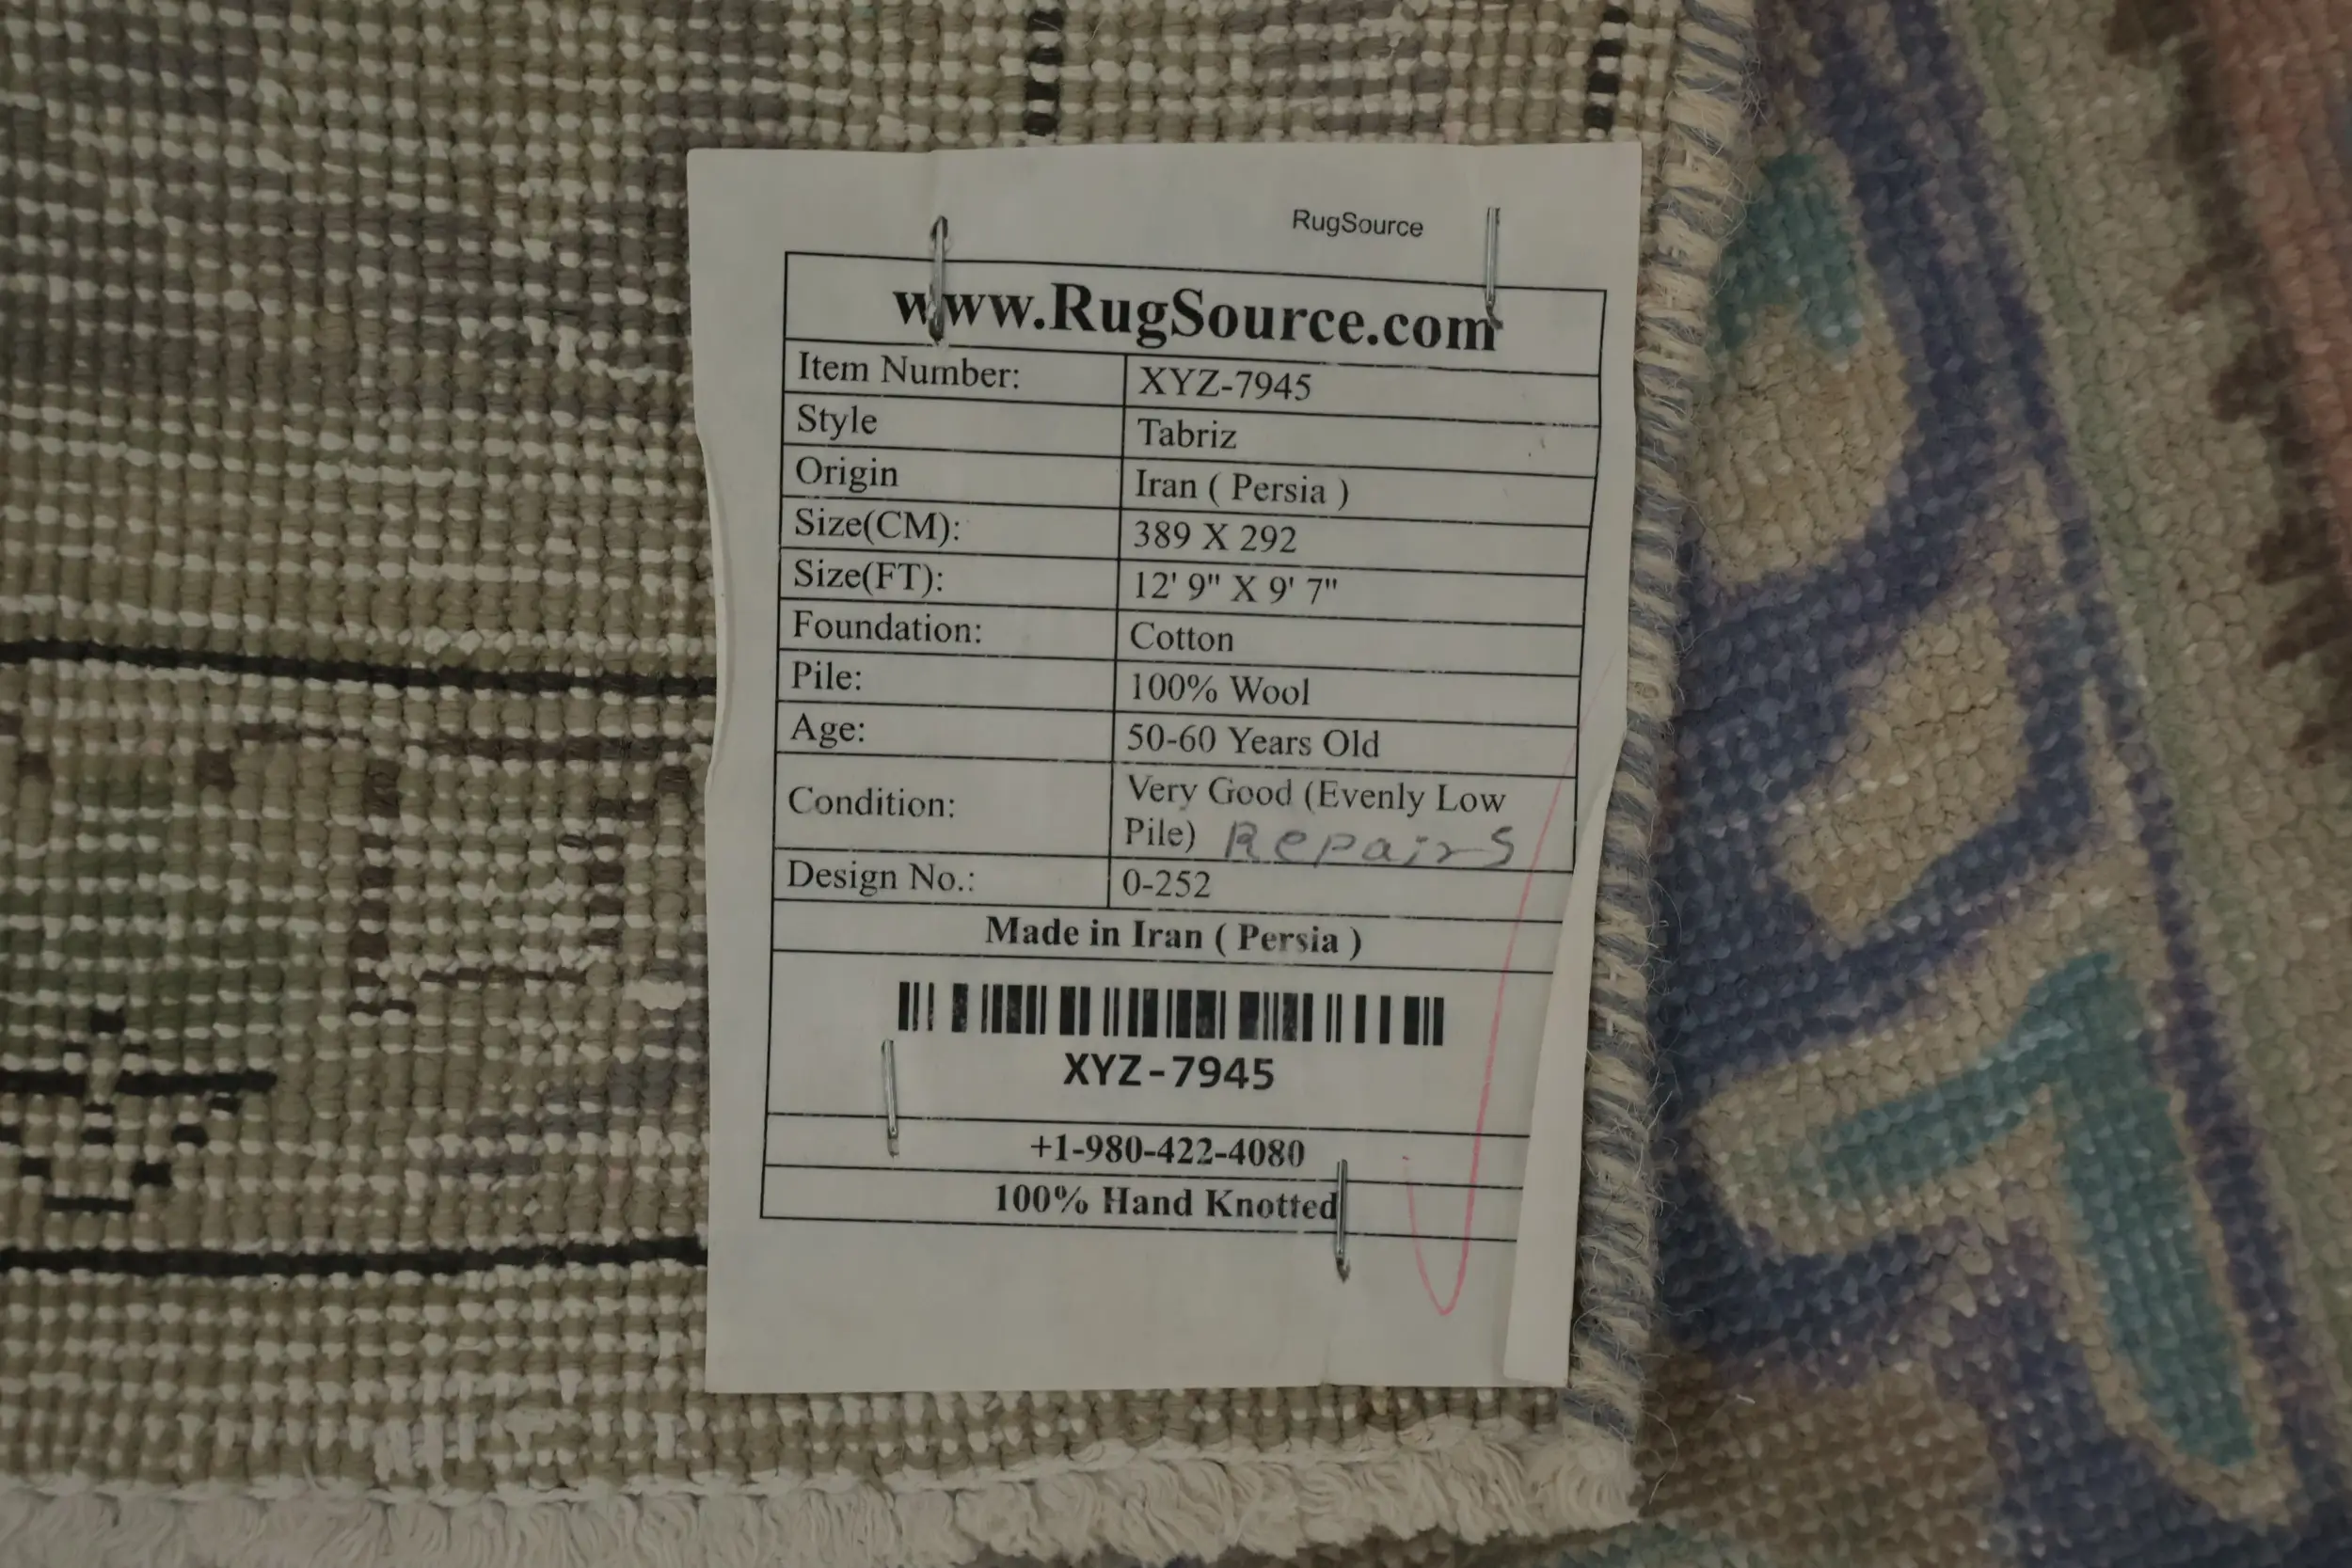 RugSource
www.RugSource.com
Item Number: XYZ-7945
Style Tabriz
Origin Iran ( Persia )
Size(CM): 389 X 292
Size(FT): 12' 9" X 9' 7"
Foundation: Cotton
Pile: 100% Wool
Age: 50-60 Years Old
Condition: Very Good (Evenly Low
Pile) Repairs
Design No.: 0-252
Made in Iran ( Persia )
XYZ-7945
+1-980-422-4080
100% Hand Knotted